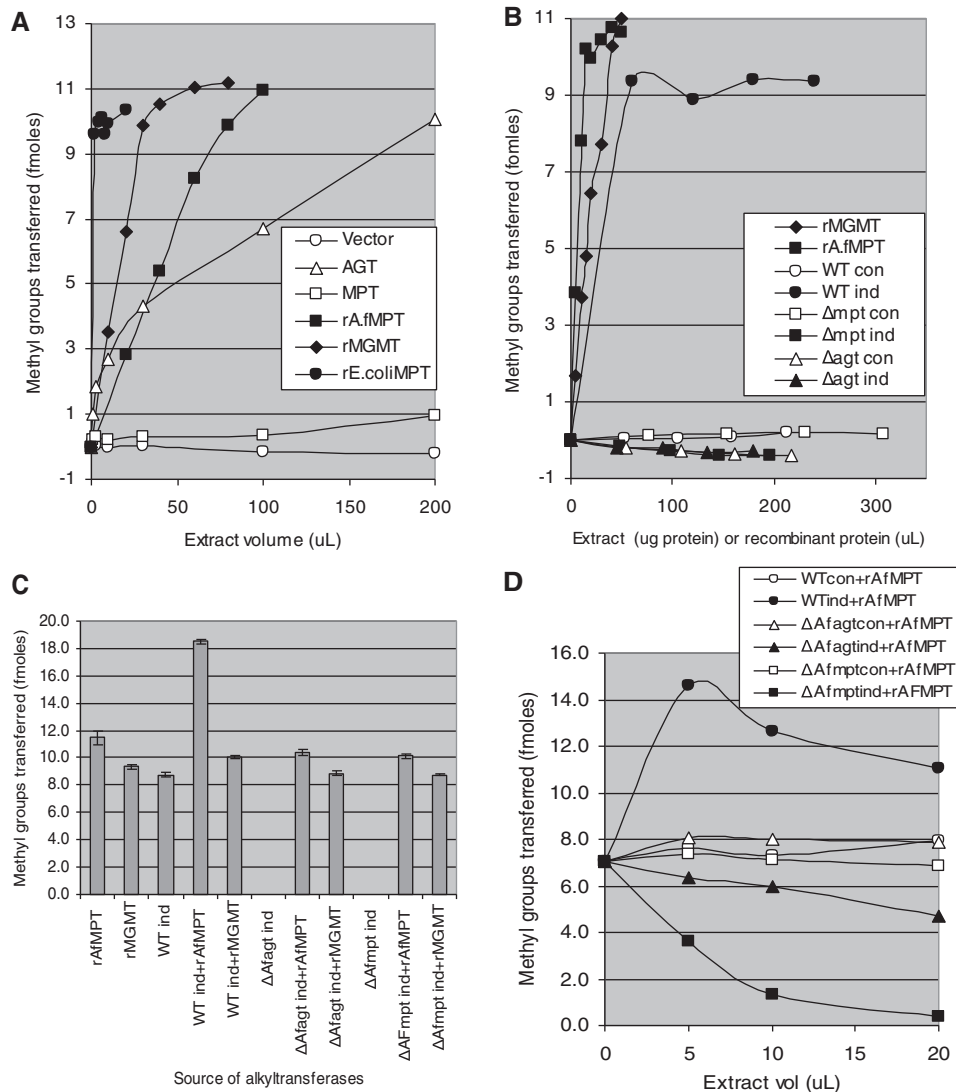 A
Methyl groups transferred (fmoles)
13
11
9
7
5
3
1
-1
0
50
100
150
200
Extract volume (uL)
Vector
AGT
MPT
rA.fMPT
rMGMT
rE.coliMPT
B
Methyl groups transferred (fomles)
11
9
7
5
3
1
-1
0
100
200
300
Extract (ug protein) or recombinant protein (uL)
rMGMT
rA.fMPT
WT con
WT ind
Δmpt con
Δmpt ind
Δagt con
Δagt ind
C
Methyl groups transferred (fmoles)
20.0
18.0
16.0
14.0
12.0
10.0
8.0
6.0
4.0
2.0
0.0
rAfMPT
rMGMT
WT ind
WT ind+rAfMPT
WT ind+rMGMT
ΔAfagt ind
ΔAfagt ind+rAfMPT
ΔAfagt ind+rMGMT
ΔAfmpt ind
ΔAFmpt ind+rAfMPT
ΔAfmpt ind+rMGMT
Source of alkyltransferases
D
WTcon+rAfMPT
WTind+rAfMPT
ΔAfagtcon+rAfMPT
ΔAfagtind+rAfMPT
ΔAfmptcon+rAfMPT
ΔAfmptind+rAFMPT
Methyl groups transferred (fmoles)
16.0
14.0
12.0
10.0
8.0
6.0
4.0
2.0
0.0
0
5
10
20
Extract vol (uL)